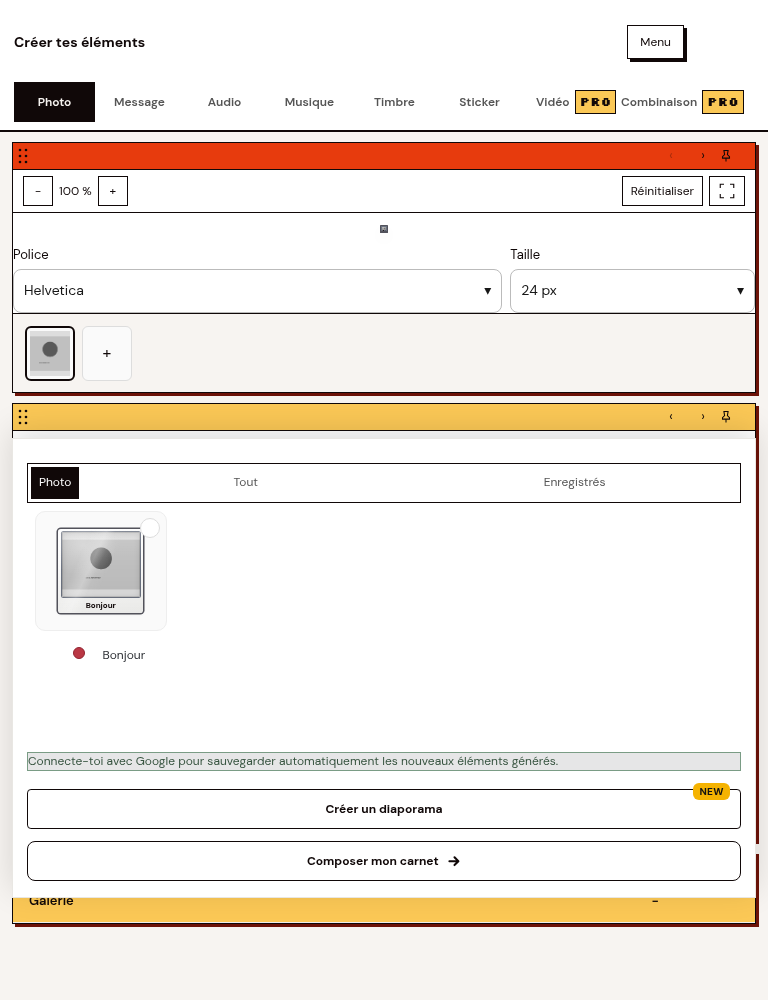 Créer tes éléments
Menu
Photo Message Audio Musique Timbre Sticker Vidéo PRO Combinaison PRO
- 100 % + Réinitialiser
Police Taille
Helvetica 24 px
+
Photo Tout Enregistrés
Bonjour
Bonjour
Connecte-toi avec Google pour sauvegarder automatiquement les nouveaux éléments générés.
NEW
Créer un diaporama
Composer mon carnet →
Galerie -